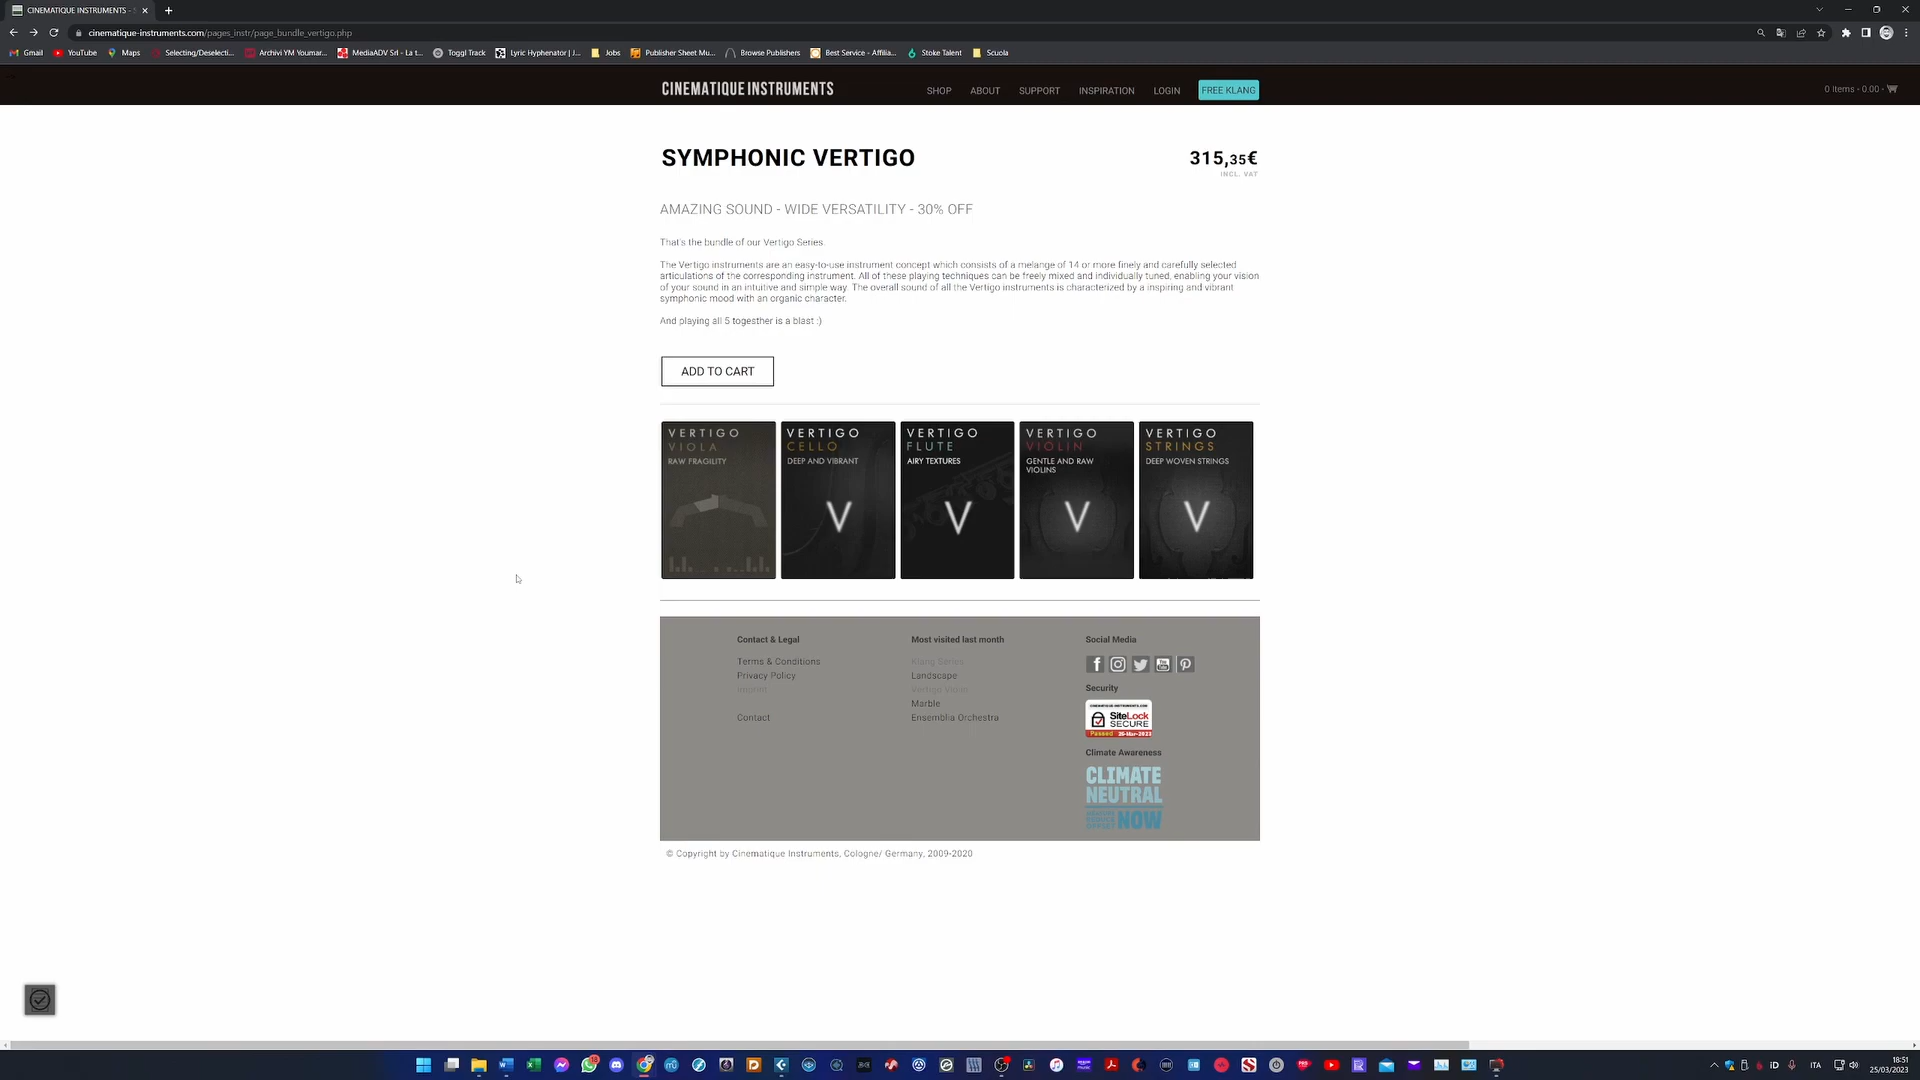 CINEMATIQUE INSTRUMENTS - S
cinematique-instruments.com/pages_instr/page_bundle_vertigo.php
Gmail YouTube Maps Selecting/Deselecti... Archivi YM Youmar... MediaADV Srl - La t... Toggl Track Lyric Hyphenator | J... Jobs Publisher Sheet Mu... Browse Publishers Best Service - Affilia... Stoke Talent Scuola
CINEMATIQUE INSTRUMENTS SHOP ABOUT SUPPORT INSPIRATION LOGIN FREE KLANG 0 Items - 0.00 -
SYMPHONIC VERTIGO 315,35€
INCL. VAT
AMAZING SOUND - WIDE VERSATILITY - 30% OFF
That's the bundle of our Vertigo Series.
The Vertigo instruments are an easy-to-use instrument concept which consists of a melange of 14 or more finely and carefully selected
articulations of the corresponding instrument. All of these playing techniques can be freely mixed and individually tuned, enabling your vision
of your sound in an intuitive and simple way. The overall sound of all the Vertigo instruments is characterized by a inspiring and vibrant
symphonic mood with an organic character.
And playing all 5 togesther is a blast :)
ADD TO CART
VERTIGO VERTIGO VERTIGO VERTIGO VERTIGO
VIOLA CELLO FLUTE VIOLIN STRINGS
RAW FRAGILITY DEEP AND VIBRANT AIRY TEXTURES GENTLE AND RAW DEEP WOVEN STRINGS
VIOLINS
V V V V
Contact & Legal Most visited last month Social Media
Terms & Conditions Klang Series
Privacy Policy Landscape
Imprint Vertigo Violin
Marble
Contact Ensemblia Orchestra
Security
CINEMATIQUE-INSTRUMENTS.COM
SiteLock
SECURE
Passed 25-Mar-2023
Climate Awareness
CLIMATE
NEUTRAL
NOW
© Copyright by Cinematique Instruments, Cologne/ Germany, 2009-2020
ITA 18:51
25/03/2023